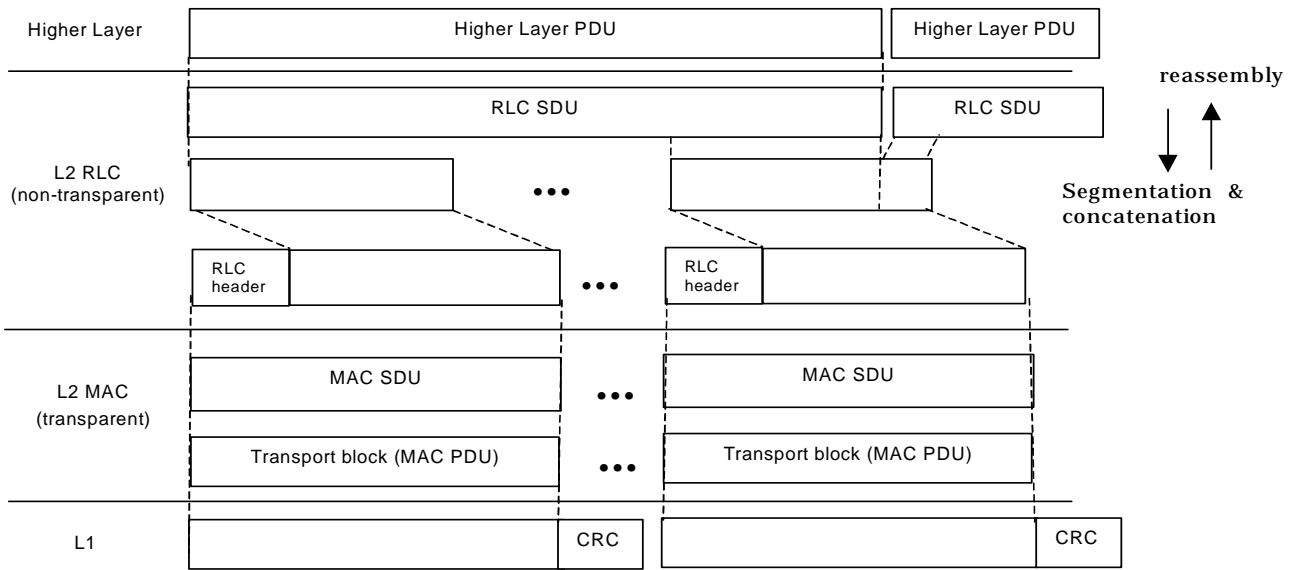 Higher Layer
Higher Layer PDU
Higher Layer PDU
reassembly
RLC SDU
RLC SDU
L2 RLC
(non-transparent)
Segmentation &
concatenation
RLC
header
RLC
header
L2 MAC
(transparent)
MAC SDU
MAC SDU
Transport block (MAC PDU)
Transport block (MAC PDU)
L1
CRC
CRC